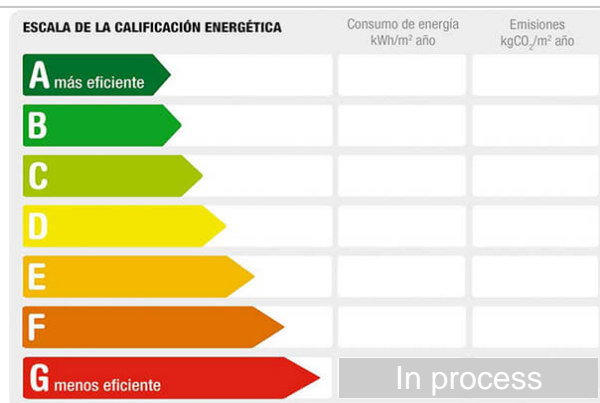 ESCALA DE LA CALIFICACIÓN ENERGÉTICA
Consumo de energía
kWh/m² año
Emisiones
kgCO₂/m² año
A más eficiente
B
C
D
E
F
G menos eficiente
In process